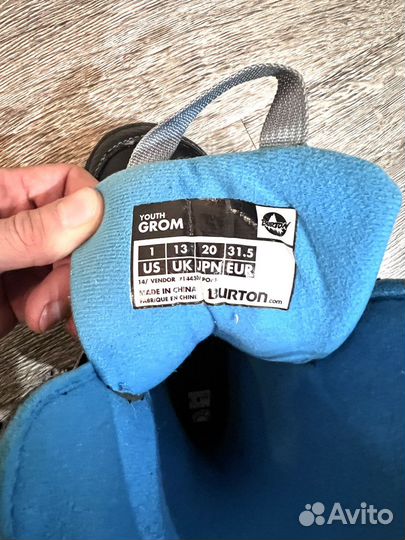 YOUTH
GROM
BURTON
1 13 20 31.5
US UK JPN EUR
MADE IN CHINA
FABRIQUE EN CHINE
BURTON.com
Avito